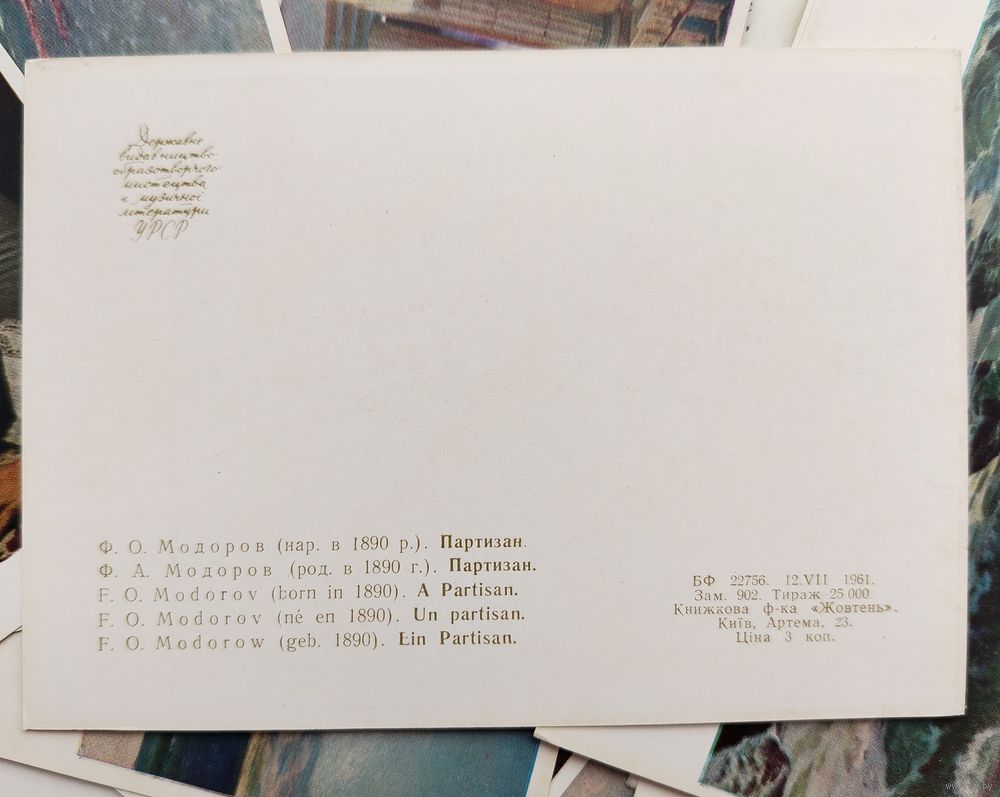 Державне
видавництво
образотворчого
мистецтва
і музичної
літератури
УРСР
Ф. О. Модоров (нар. в 1890 р.). Партизан.
Ф. А. Модоров (род. в 1890 г.). Партизан.
F. O. Modorov (born in 1890). A Partisan.
F. O. Modorov (né en 1890). Un partisan.
F. O. Modorow (geb. 1890). Ein Partisan.
БФ 22756. 12.VII 1961.
Зам. 902. Тираж 25 000.
Книжкова ф-ка «Жовтень».
Київ, Артема, 23.
Ціна 3 коп.